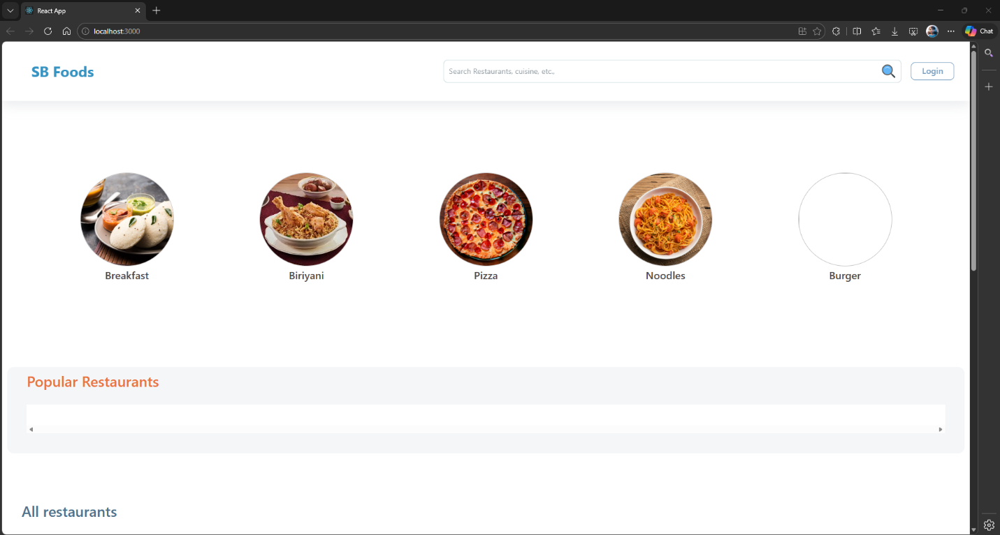 React App
localhost:3000
Chat
SB Foods
Search Restaurants, cuisine, etc.,
Login
Breakfast
Biriyani
Pizza
Noodles
Burger
Popular Restaurants
All restaurants